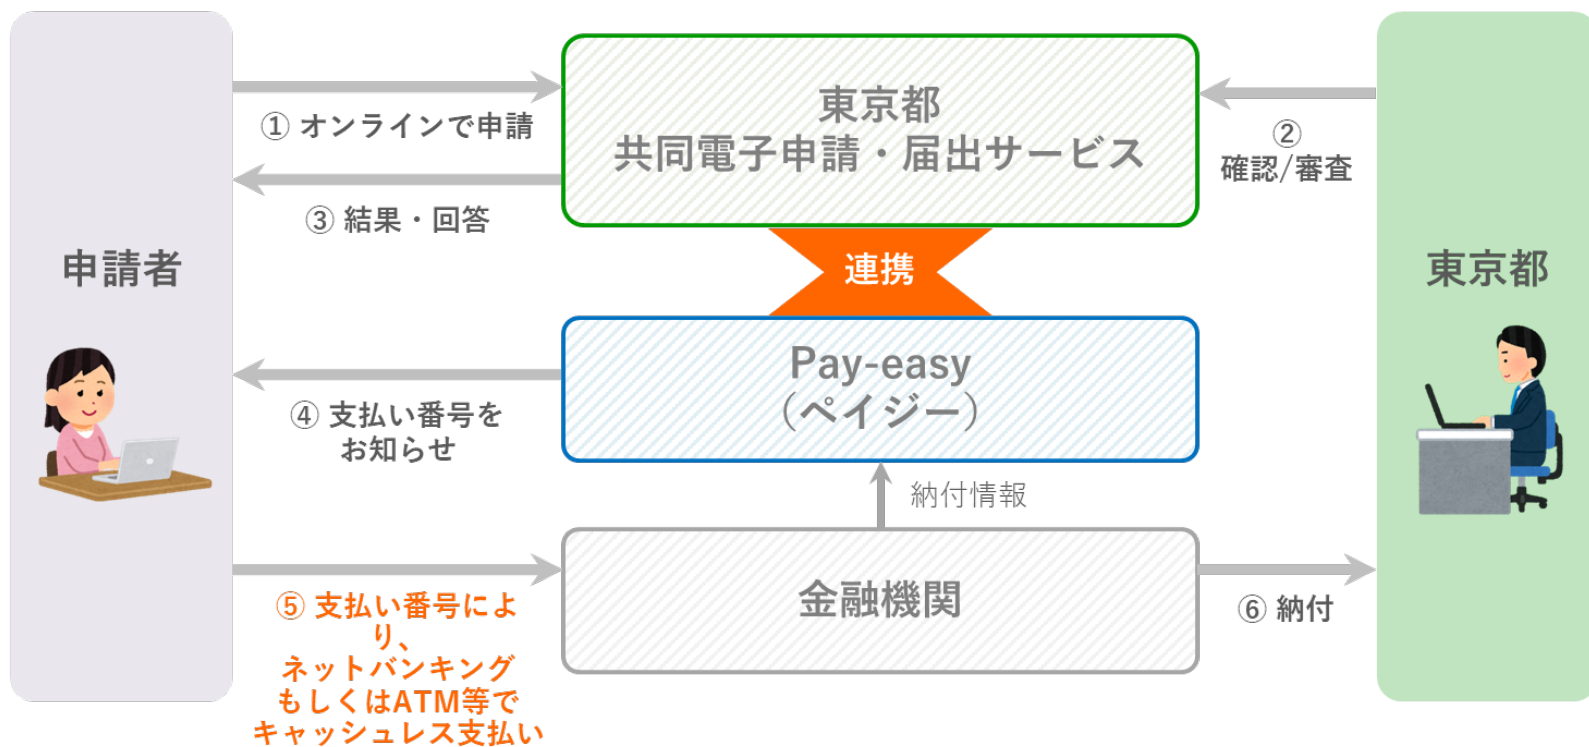 申請者
① オンラインで申請
③ 結果・回答
東京都
共同電子申請・届出サービス
②
確認/審査
東京都
連携
Pay-easy
（ペイジー）
④ 支払い番号を
お知らせ
納付情報
金融機関
⑤ 支払い番号によ
り、
ネットバンキング
もしくはATM等で
キャッシュレス支払い
⑥ 納付